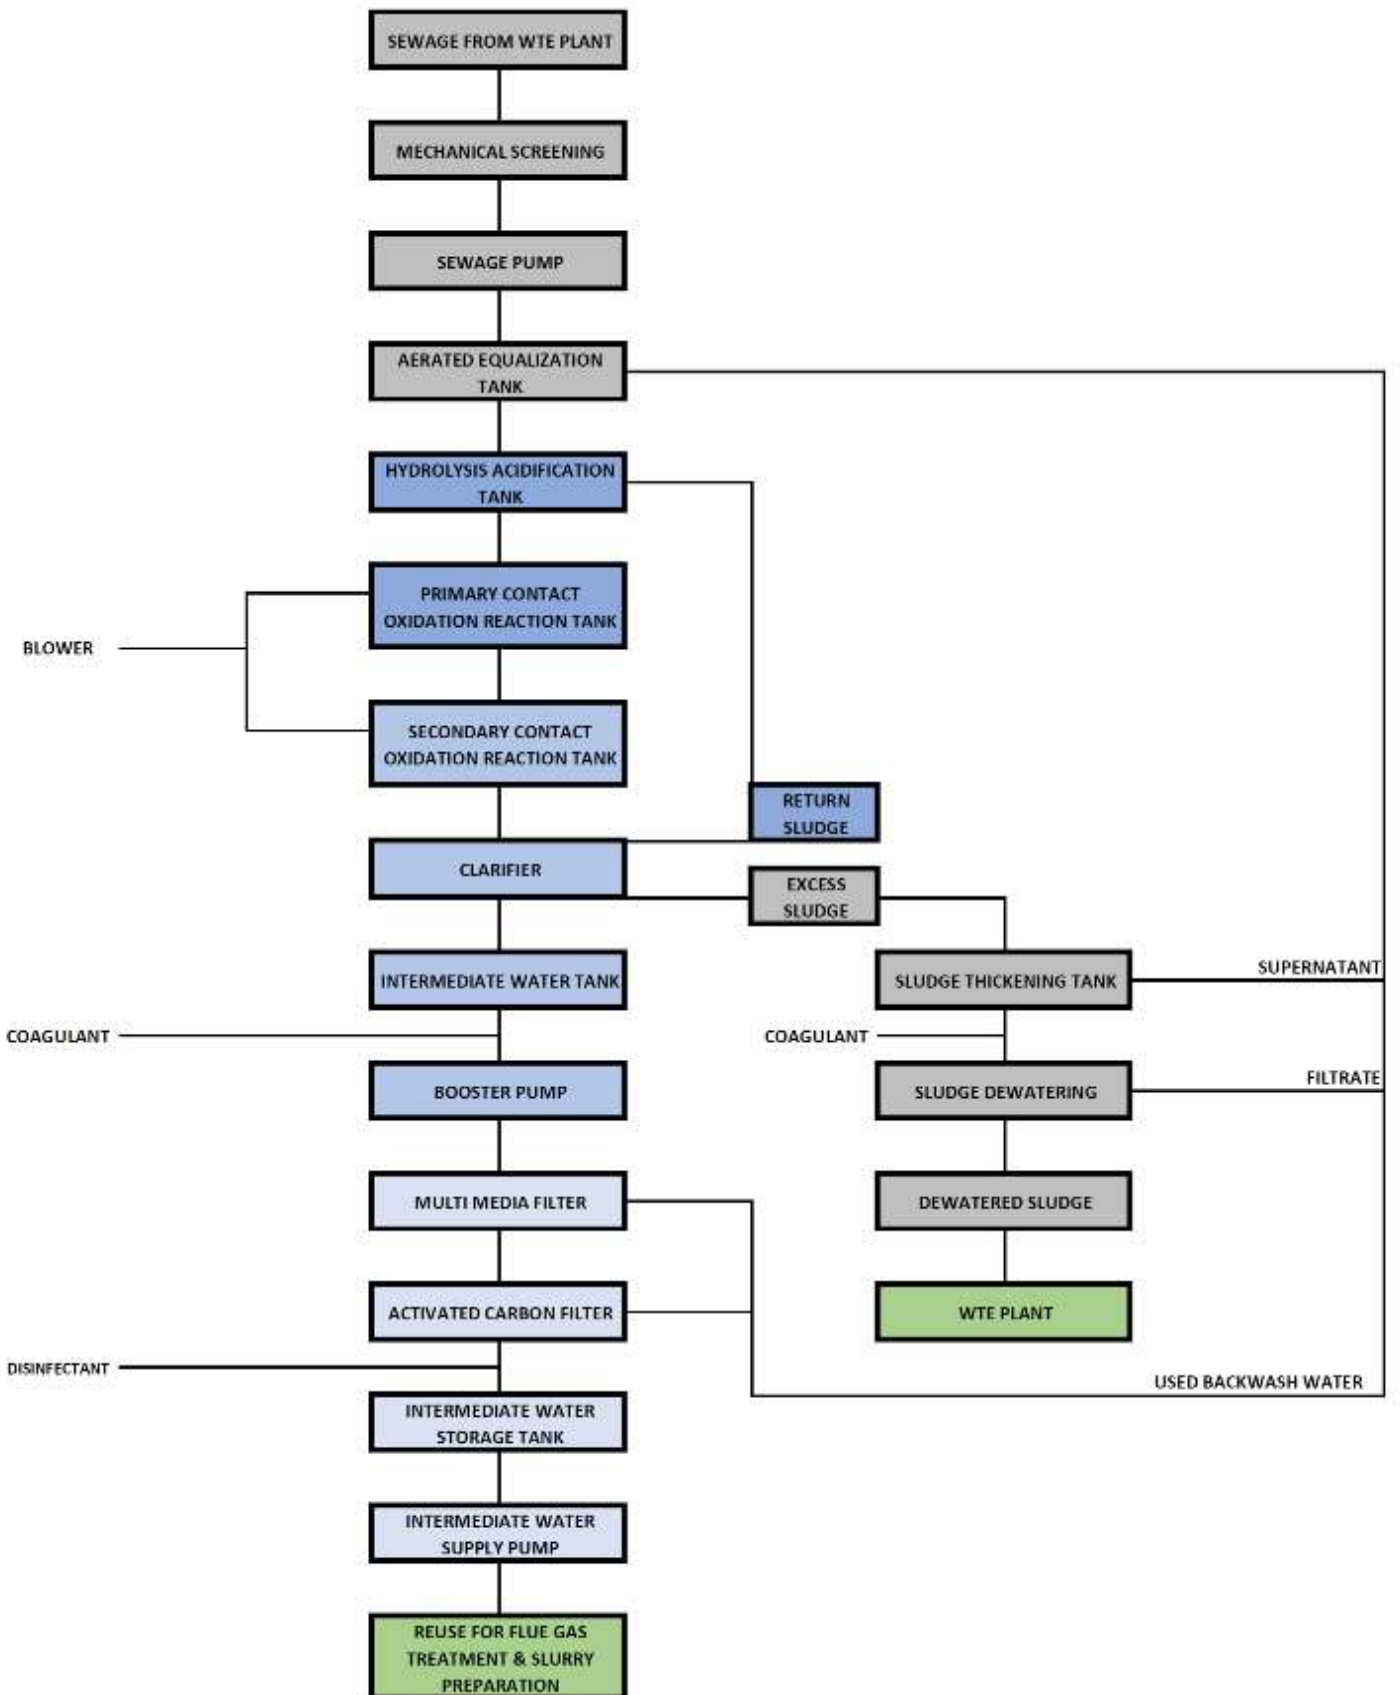 SEWAGE FROM WTE PLANT
MECHANICAL SCREENING
SEWAGE PUMP
AERATED EQUALIZATION
TANK
HYDROLYSIS ACIDIFICATION
TANK
PRIMARY CONTACT
OXIDATION REACTION TANK
BLOWER
SECONDARY CONTACT
OXIDATION REACTION TANK
RETURN
SLUDGE
CLARIFIER
EXCESS
SLUDGE
INTERMEDIATE WATER TANK
SLUDGE THICKENING TANK
SUPERNATANT
COAGULANT
COAGULANT
BOOSTER PUMP
SLUDGE DEWATERING
FILTRATE
MULTI MEDIA FILTER
DEWATERED SLUDGE
ACTIVATED CARBON FILTER
WTE PLANT
DISINFECTANT
USED BACKWASH WATER
INTERMEDIATE WATER
STORAGE TANK
INTERMEDIATE WATER
SUPPLY PUMP
REUSE FOR FLUE GAS
TREATMENT & SLURRY
PREPARATION